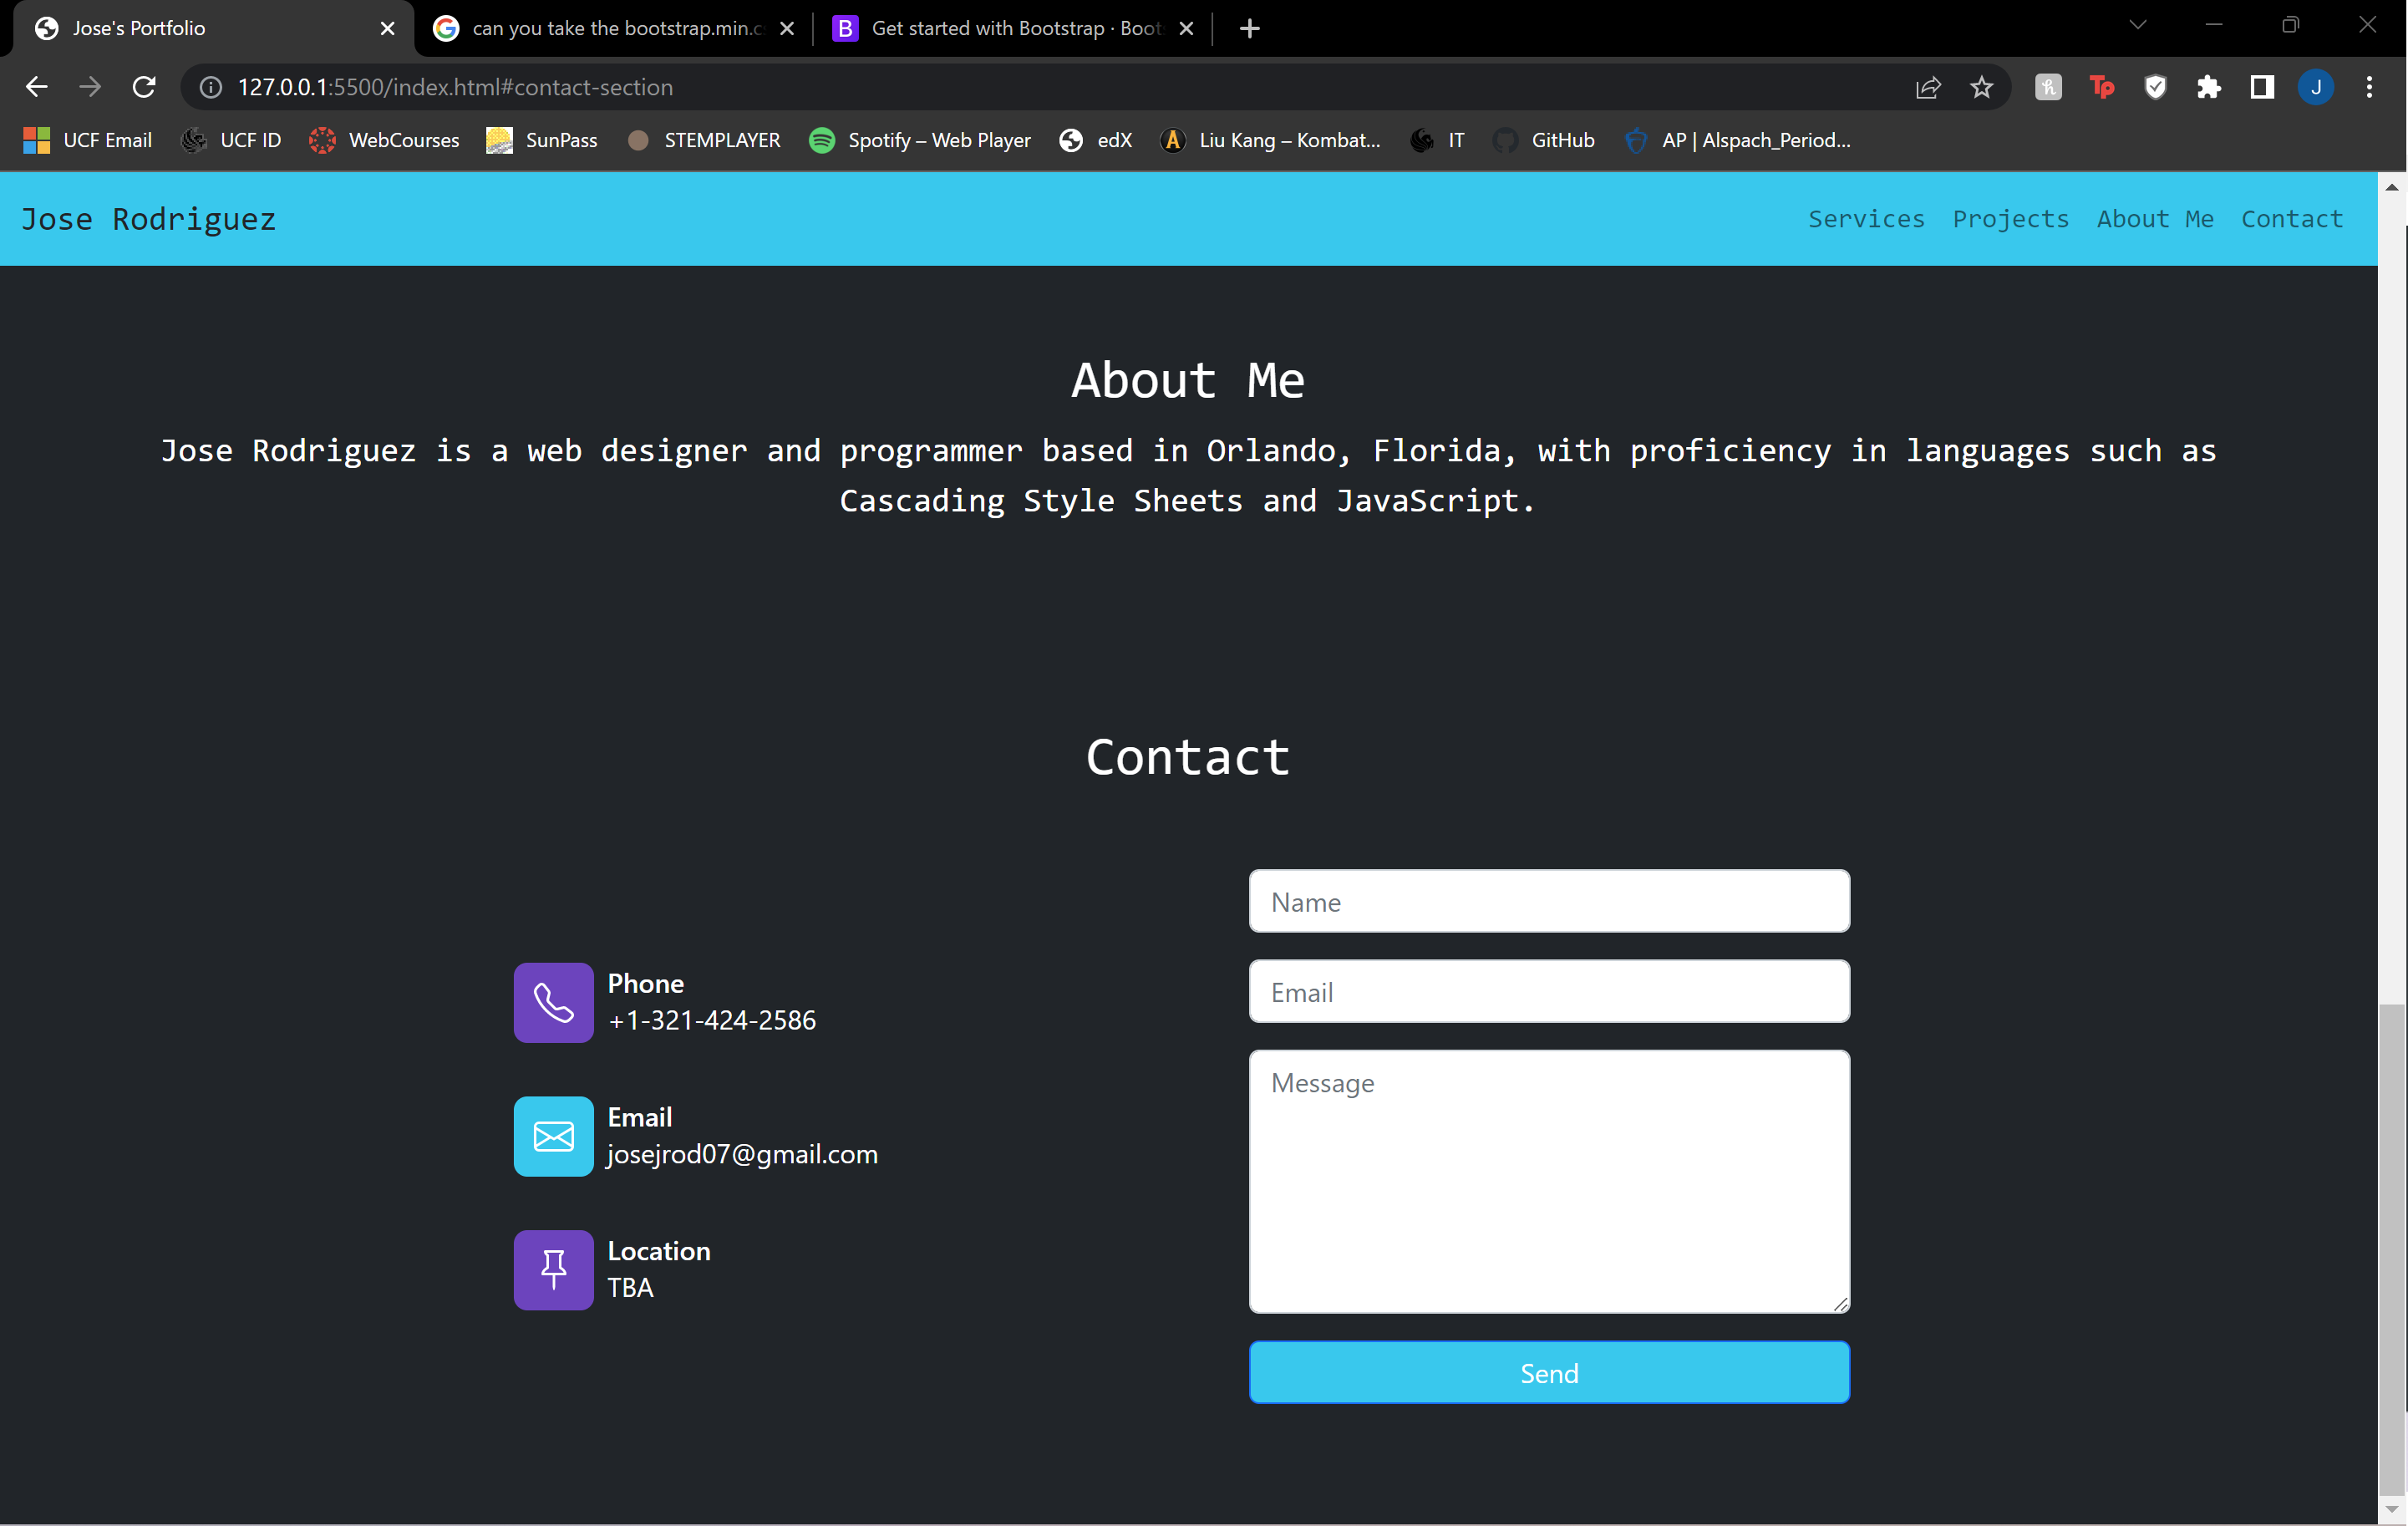 Jose's Portfolio
can you take the bootstrap.min.c
B Get started with Bootstrap · Boot
127.0.0.1:5500/index.html#contact-section
Tp
J
UCF Email UCF ID WebCourses SunPass STEMPLAYER Spotify – Web Player edX Liu Kang – Kombat... IT GitHub AP | Alspach_Period...
Jose Rodriguez
Services Projects About Me Contact
About Me
Jose Rodriguez is a web designer and programmer based in Orlando, Florida, with proficiency in languages such as
Cascading Style Sheets and JavaScript.
Contact
Phone
+1-321-424-2586
Email
josejrod07@gmail.com
Location
TBA
Name
Email
Message
Send